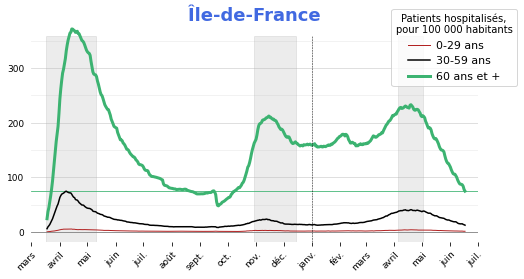 Île-de-France
Patients hospitalisés,
pour 100 000 habitants
0-29 ans
30-59 ans
60 ans et +
300
200
100
0
mars
avril
mai
juin
juil.
août
sept.
oct.
nov.
déc.
janv.
fév.
mars
avril
mai
juin
juil.